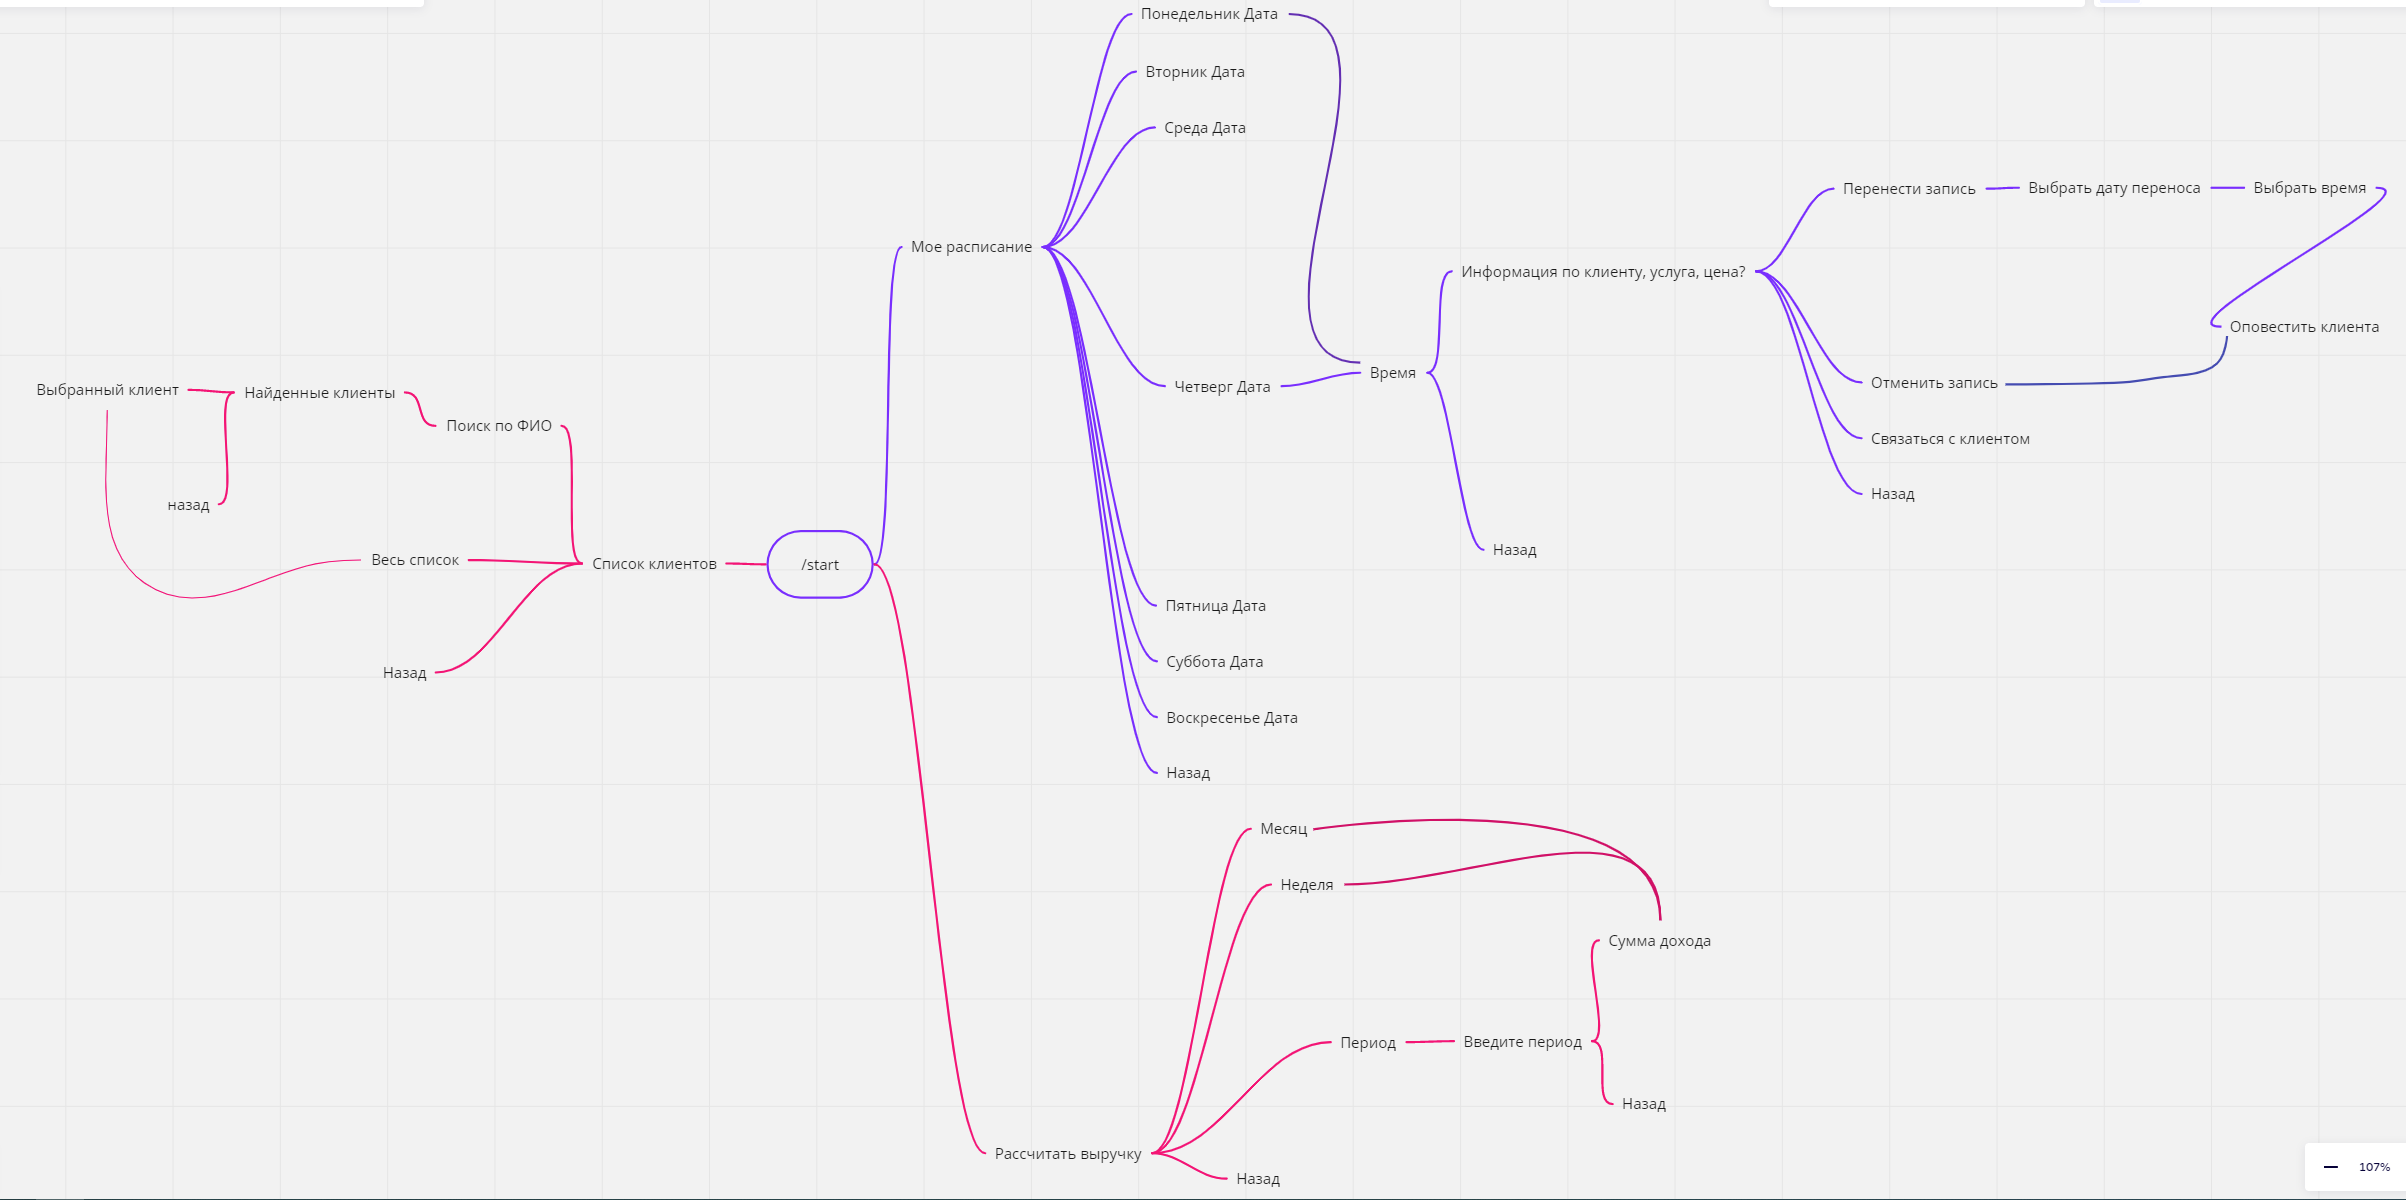 Понедельник Дата
Вторник Дата
Среда Дата
Перенести запись
Выбрать дату переноса
Выбрать время
Мое расписание
Информация по клиенту, услуга, цена?
Оповестить клиента
Время
Отменить запись
Четверг Дата
Выбранный клиент
Найденные клиенты
Поиск по ФИО
Связаться с клиентом
Назад
назад
Назад
Весь список
Список клиентов
/start
Пятница Дата
Суббота Дата
Назад
Воскресенье Дата
Назад
Месяц
Неделя
Сумма дохода
Период
Введите период
Назад
Рассчитать выручку
Назад
107%